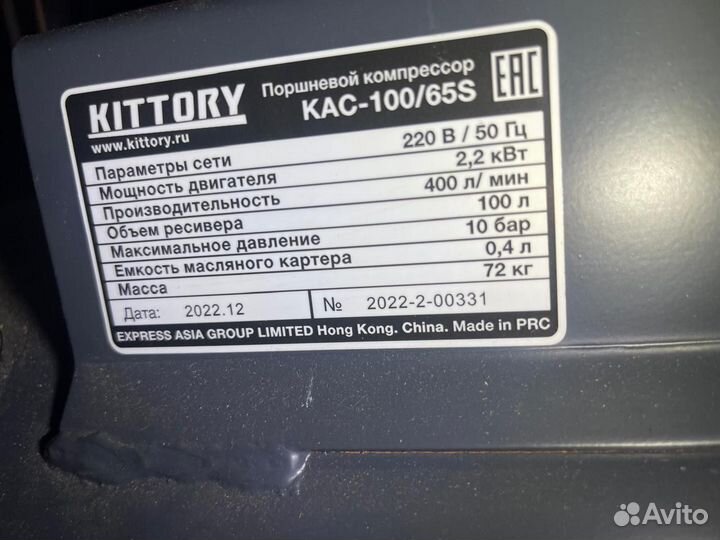 KITTORY
www.kittory.ru
Поршневой компрессор
КАС-100/65S
EAC
Параметры сети 220 В / 50 Гц
Мощность двигателя 2,2 кВт
Производительность 400 л/ мин
Объем ресивера 100 л
Максимальное давление 10 бар
Емкость масляного картера 0,4 л
Масса 72 кг
Дата: 2022.12 № 2022-2-00331
EXPRESS ASIA GROUP LIMITED Hong Kong. China. Made in PRC
Avito